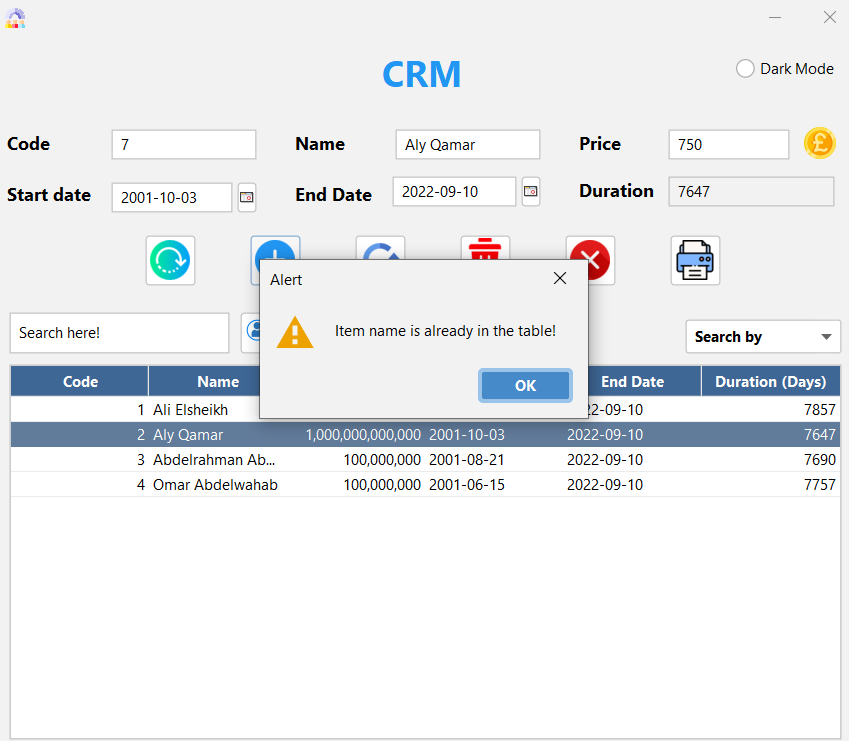 CRM
Dark Mode
Code 7 Name Aly Qamar Price 750
Start date 2001-10-03 End Date 2022-09-10 Duration 7647
Alert
Item name is already in the table!
OK
Search here! Search by
Code Name End Date Duration (Days)
1 Ali Elsheikh 22-09-10 7857
2 Aly Qamar 1,000,000,000,000 2001-10-03 2022-09-10 7647
3 Abdelrahman Ab... 100,000,000 2001-08-21 2022-09-10 7690
4 Omar Abdelwahab 100,000,000 2001-06-15 2022-09-10 7757